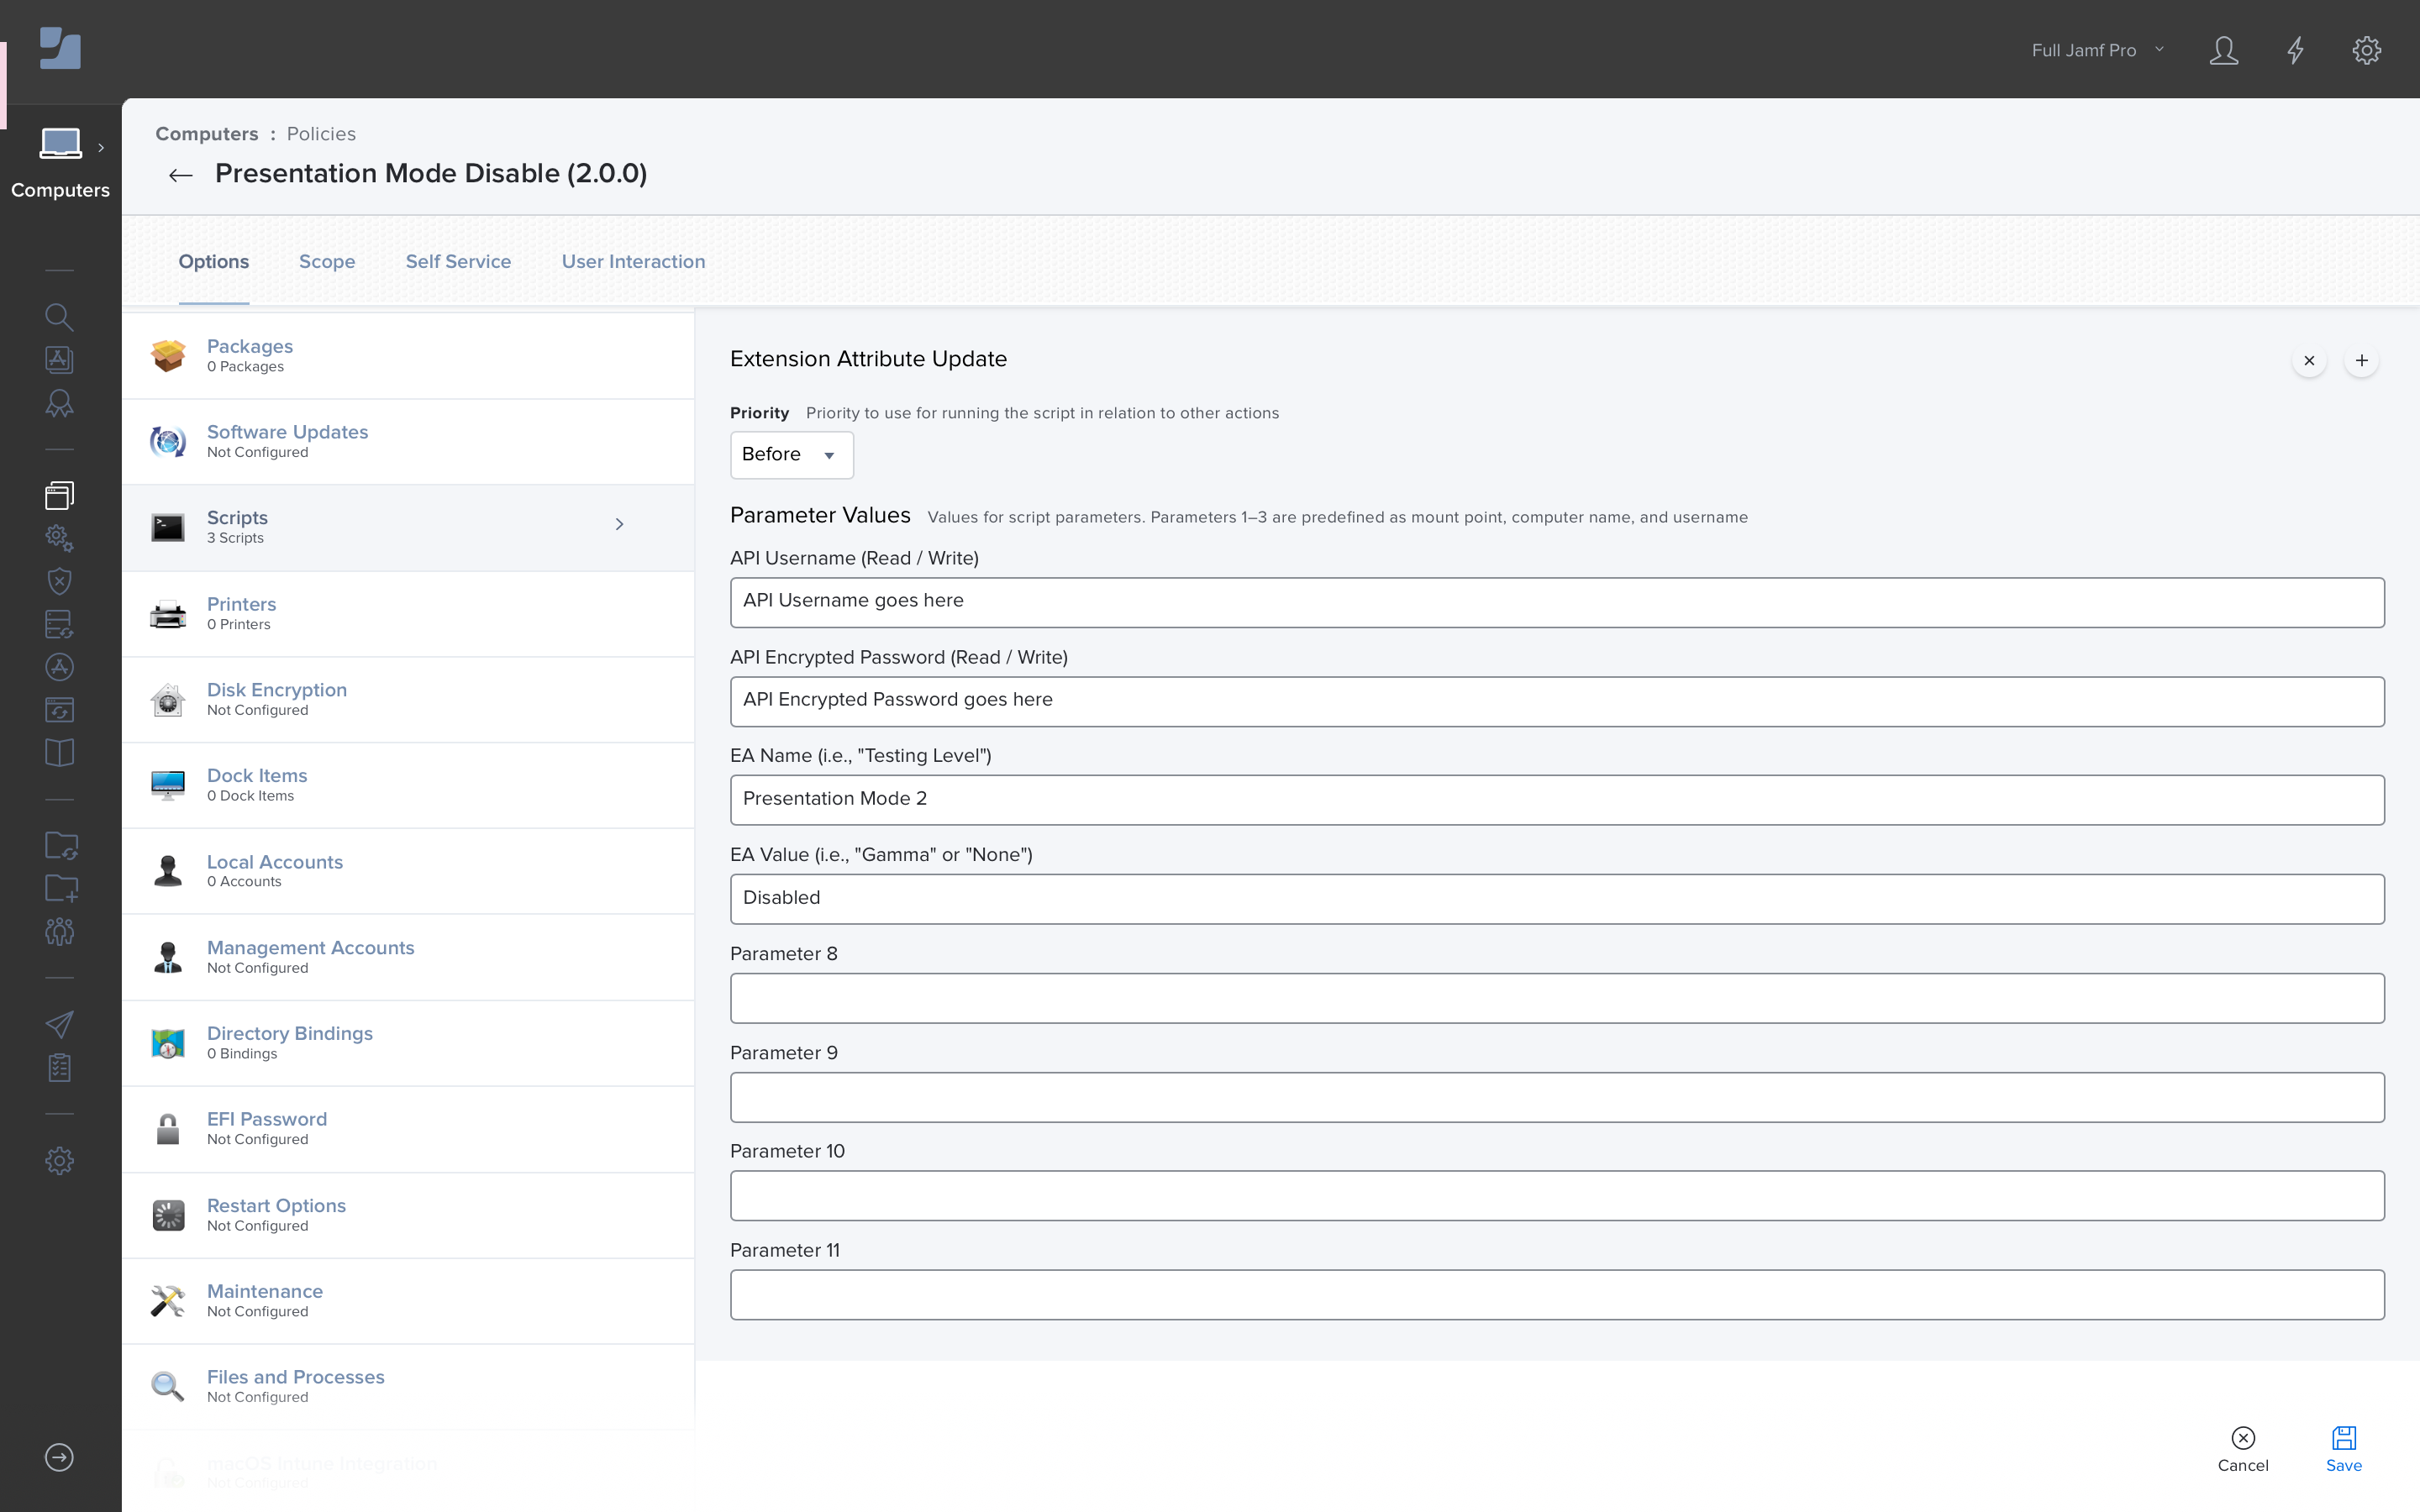 Full Jamf Pro
Computers
Computers : Policies
Presentation Mode Disable (2.0.0)
Options
Scope
Self Service
User Interaction
Packages
0 Packages
Software Updates
Not Configured
Scripts
3 Scripts
Printers
0 Printers
Disk Encryption
Not Configured
Dock Items
0 Dock Items
Local Accounts
0 Accounts
Management Accounts
Not Configured
Directory Bindings
0 Bindings
EFI Password
Not Configured
Restart Options
Not Configured
Maintenance
Not Configured
Files and Processes
Not Configured
macOS Intune Integration
Not Configured
Extension Attribute Update
Priority Priority to use for running the script in relation to other actions
Before
Parameter Values Values for script parameters. Parameters 1–3 are predefined as mount point, computer name, and username
API Username (Read / Write)
API Username goes here
API Encrypted Password (Read / Write)
API Encrypted Password goes here
EA Name (i.e., "Testing Level")
Presentation Mode 2
EA Value (i.e., "Gamma" or "None")
Disabled
Parameter 8
Parameter 9
Parameter 10
Parameter 11
Cancel
Save